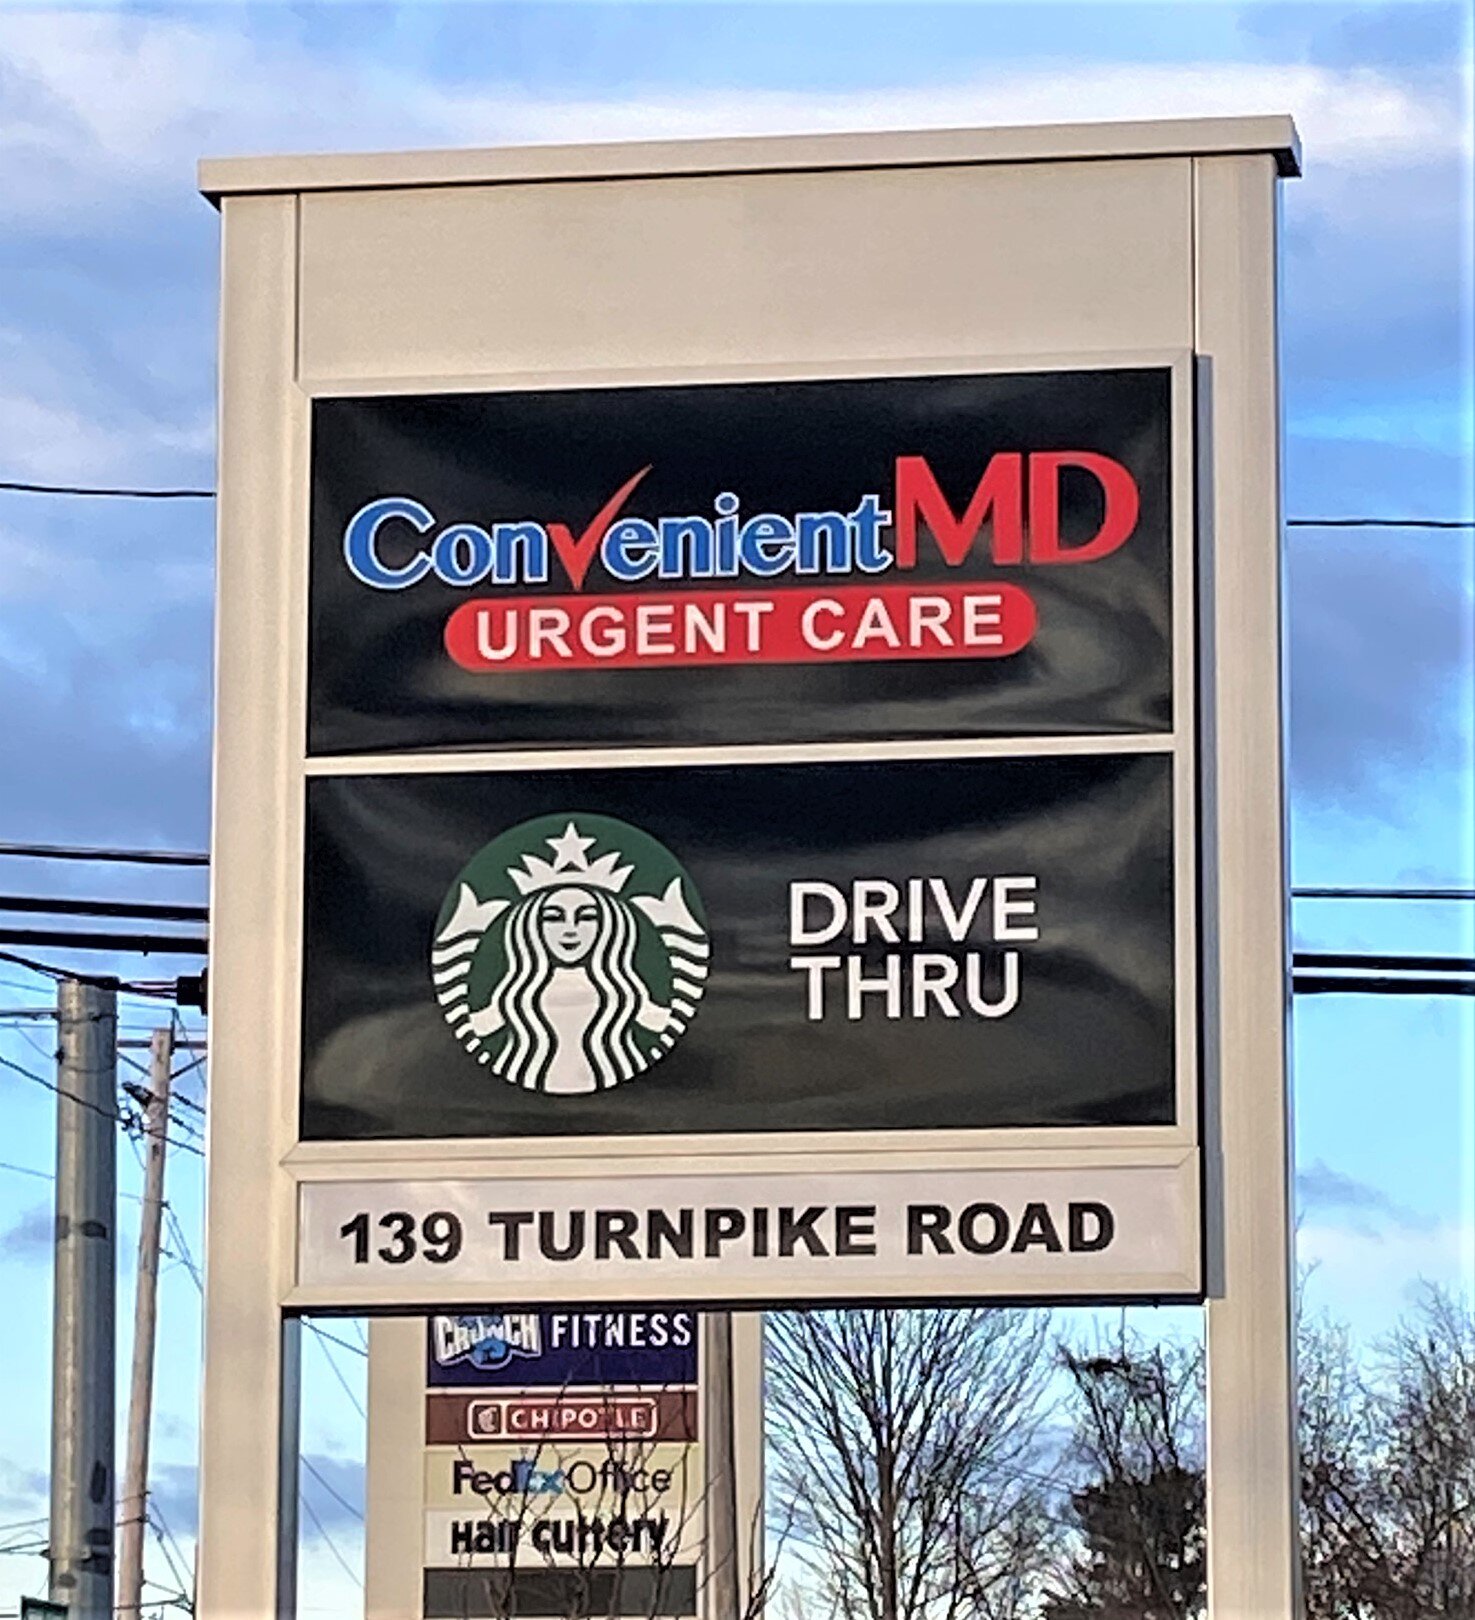 ConvenientMD
URGENT CARE
DRIVE
THRU
139 TURNPIKE ROAD
CRUNCH FITNESS
CHIPOTLE
FedEx Office
Hair Cuttery